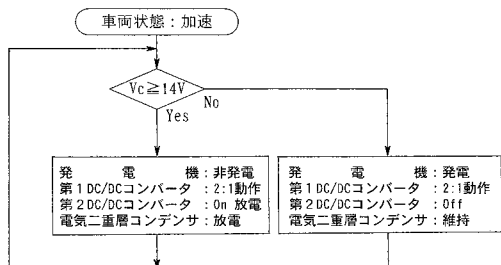 車両状態：加速
Vc≧14V
No
Yes
発電機：非発電
第1DC/DCコンバータ：2:1動作
第2DC/DCコンバータ：On 放電
電気二重層コンデンサ：放電
発電機：発電
第1DC/DCコンバータ：2:1動作
第2DC/DCコンバータ：Off
電気二重層コンデンサ：維持